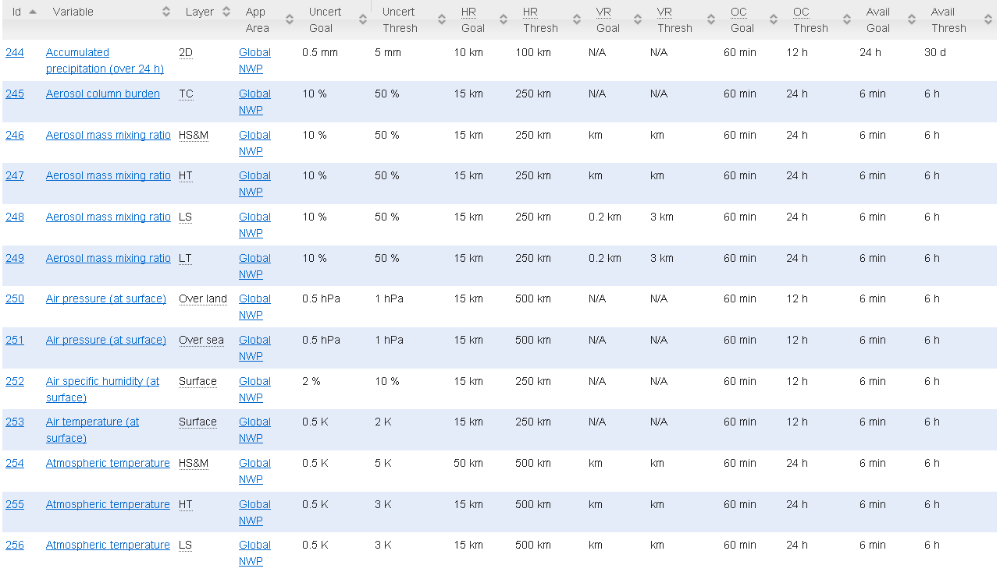 Id Variable Layer App Area Uncert Goal Uncert Thresh HR Goal HR Thresh VR Goal VR Thresh OC Goal OC Thresh Avail Goal Avail Thresh
244 Accumulated 2D Global 0.5 mm 5 mm 10 km 100 km N/A N/A 60 min 12 h 24 h 30 d
precipitation (over 24 h) NWP
245 Aerosol column burden TC Global 10 % 50 % 15 km 250 km N/A N/A 60 min 24 h 6 min 6 h
NWP
246 Aerosol mass mixing ratio HS&M Global 10 % 50 % 15 km 250 km km km 60 min 24 h 6 min 6 h
NWP
247 Aerosol mass mixing ratio HT Global 10 % 50 % 15 km 250 km km km 60 min 24 h 6 min 6 h
NWP
248 Aerosol mass mixing ratio LS Global 10 % 50 % 15 km 250 km 0.2 km 3 km 60 min 24 h 6 min 6 h
NWP
249 Aerosol mass mixing ratio LT Global 10 % 50 % 15 km 250 km 0.2 km 3 km 60 min 24 h 6 min 6 h
NWP
250 Air pressure (at surface) Over land Global 0.5 hPa 1 hPa 15 km 500 km N/A N/A 60 min 12 h 6 min 6 h
NWP
251 Air pressure (at surface) Over sea Global 0.5 hPa 1 hPa 15 km 500 km N/A N/A 60 min 12 h 6 min 6 h
NWP
252 Air specific humidity (at Surface Global 2 % 10 % 15 km 250 km N/A N/A 60 min 12 h 6 min 6 h
surface) NWP
253 Air temperature (at Surface Global 0.5 K 2 K 15 km 250 km N/A N/A 60 min 12 h 6 min 6 h
surface) NWP
254 Atmospheric temperature HS&M Global 0.5 K 5 K 50 km 500 km km km 60 min 24 h 6 min 6 h
NWP
255 Atmospheric temperature HT Global 0.5 K 3 K 15 km 500 km km km 60 min 24 h 6 min 6 h
NWP
256 Atmospheric temperature LS Global 0.5 K 3 K 15 km 500 km km km 60 min 24 h 6 min 6 h
NWP